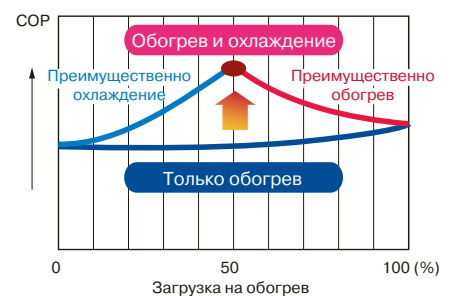 COP
Обогрев и охлаждение
Преимущественно
охлаждение
Преимущественно
обогрев
Только обогрев
0
50
100 (%)
Загрузка на обогрев